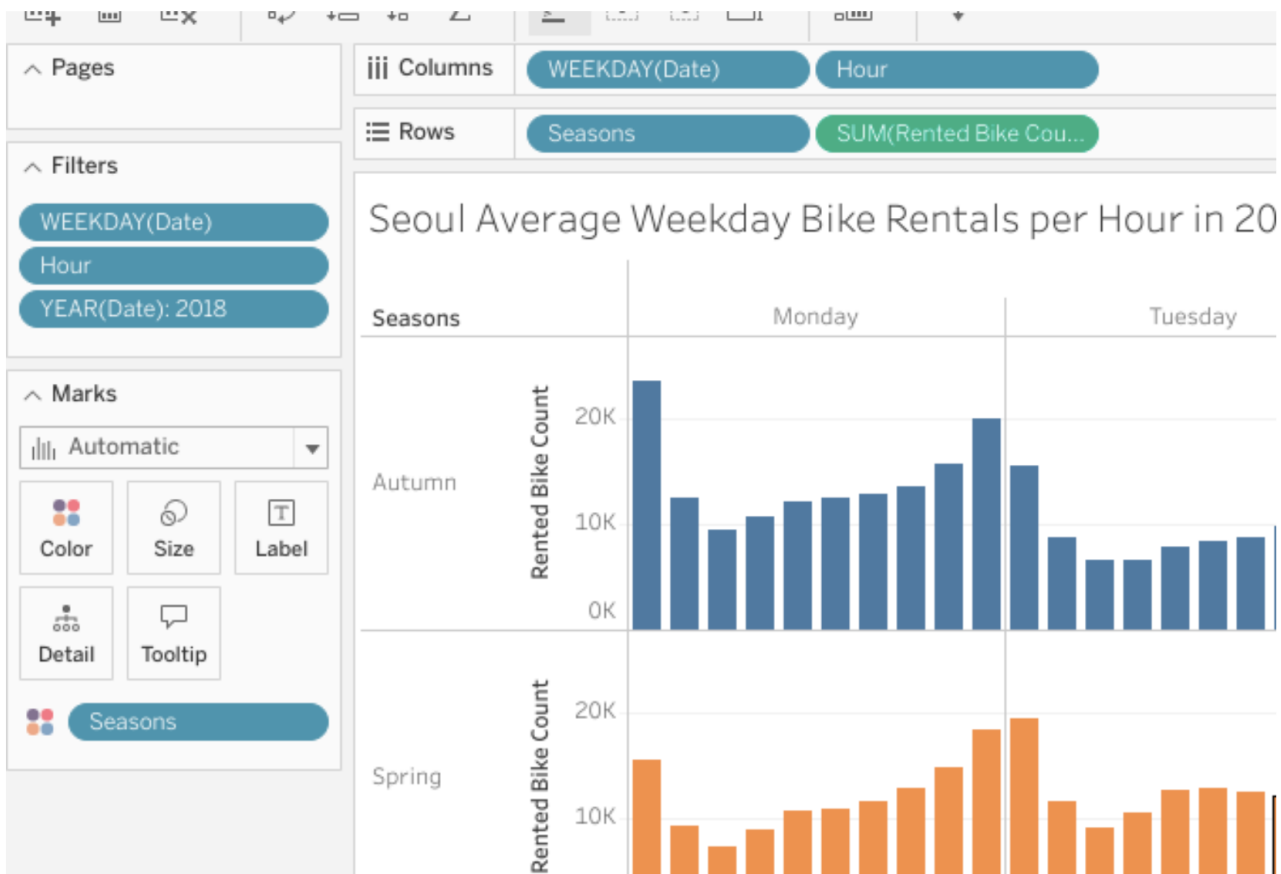 Pages
Columns
WEEKDAY(Date)
Hour
Rows
Seasons
SUM(Rented Bike Cou...
Filters
WEEKDAY(Date)
Hour
YEAR(Date): 2018
Marks
Automatic
Color
Size
Label
Detail
Tooltip
Seasons
Seoul Average Weekday Bike Rentals per Hour in 20
Seasons
Monday
Tuesday
Autumn
Rented Bike Count
20K
10K
0K
Spring
Rented Bike Count
20K
10K